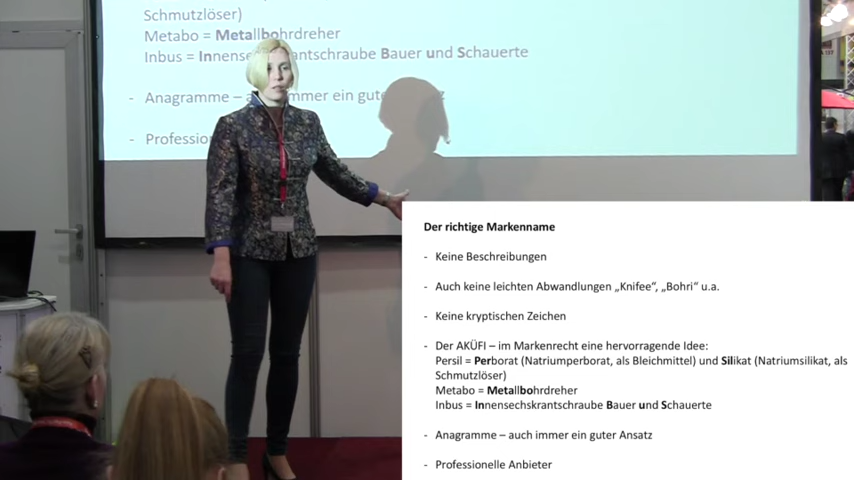 Schmutzlöser)
Metabo = Metallbohrdreher
Inbus = Innensechskrantschraube Bauer und Schauerte
- Anagramme – immer ein gute
- Profession
Der richtige Markenname
- Keine Beschreibungen
- Auch keine leichten Abwandlungen „Knifee“, „Bohri“ u.a.
- Keine kryptischen Zeichen
- Der AKÜFI – im Markenrecht eine hervorragende Idee:
Persil = Perborat (Natriumperborat, als Bleichmittel) und Silikat (Natriumsilikat, als
Schmutzlöser)
Metabo = Metallbohrdreher
Inbus = Innensechskrantschraube Bauer und Schauerte
- Anagramme – auch immer ein guter Ansatz
- Professionelle Anbieter